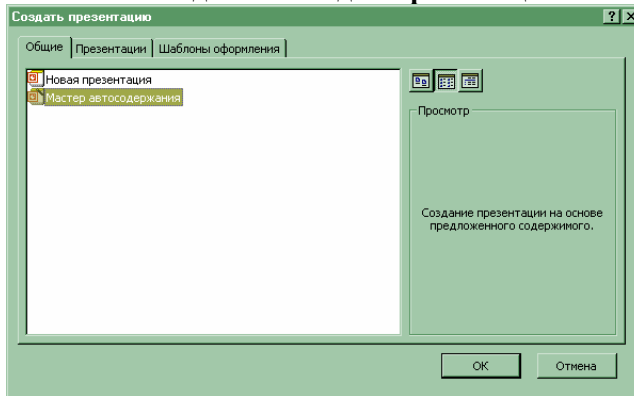 Создать презентацию
Общие Презентации Шаблоны оформления
Новая презентация
Мастер автосодержания
Просмотр
Создание презентации на основе
предложенного содержимого.
OK Отмена